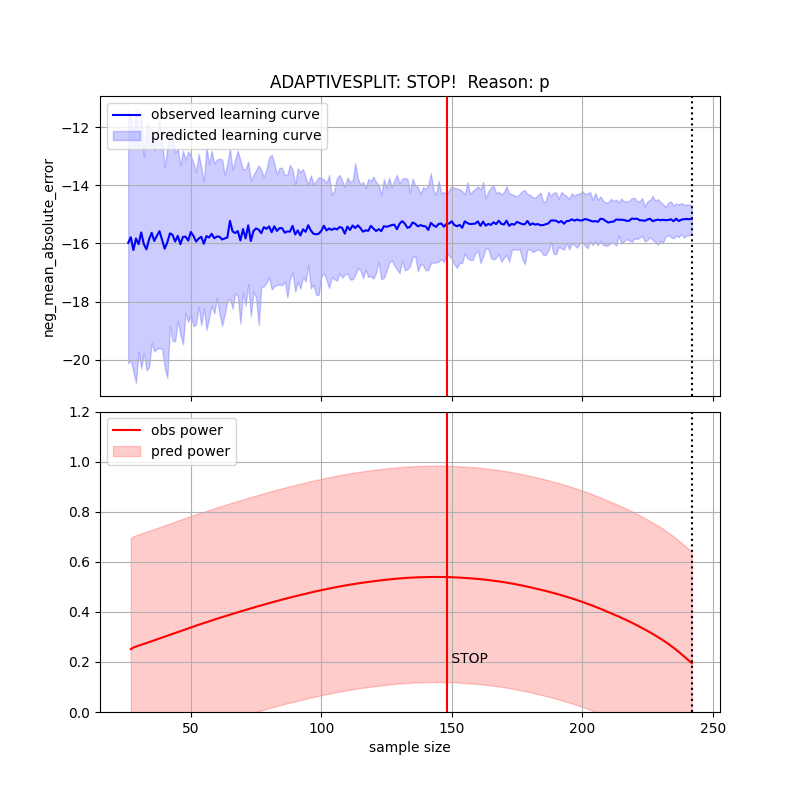 ADAPTIVESPLIT: STOP!  Reason: p
observed learning curve
predicted learning curve
neg_mean_absolute_error
−12
−14
−16
−18
−20
obs power
pred power
1.2
1.0
0.8
0.6
0.4
0.2
0.0
STOP
50
100
150
200
250
sample size